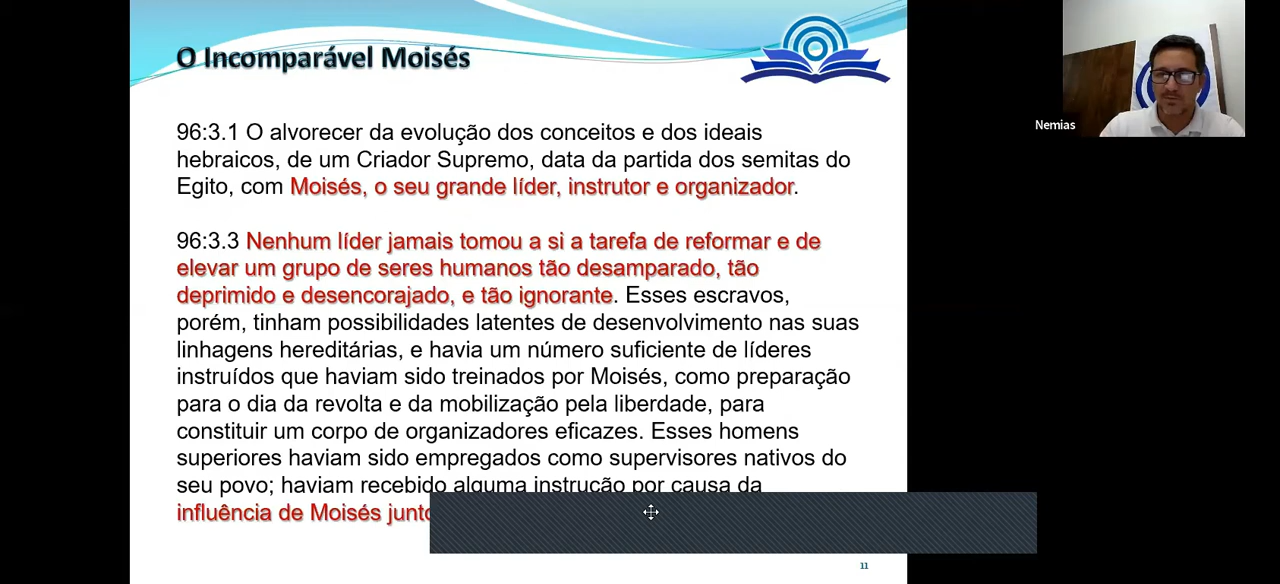 O Incomparável Moisés
96:3.1 O alvorecer da evolução dos conceitos e dos ideais
hebraicos, de um Criador Supremo, data da partida dos semitas do
Egito, com Moisés, o seu grande líder, instrutor e organizador.
96:3.3 Nenhum líder jamais tomou a si a tarefa de reformar e de
elevar um grupo de seres humanos tão desamparado, tão
deprimido e desencorajado, e tão ignorante. Esses escravos,
porém, tinham possibilidades latentes de desenvolvimento nas suas
linhagens hereditárias, e havia um número suficiente de líderes
instruídos que haviam sido treinados por Moisés, como preparação
para o dia da revolta e da mobilização pela liberdade, para
constituir um corpo de organizadores eficazes. Esses homens
superiores haviam sido empregados como supervisores nativos do
seu povo; haviam recebido alguma instrução por causa da
influência de Moisés junto
11
Nemias